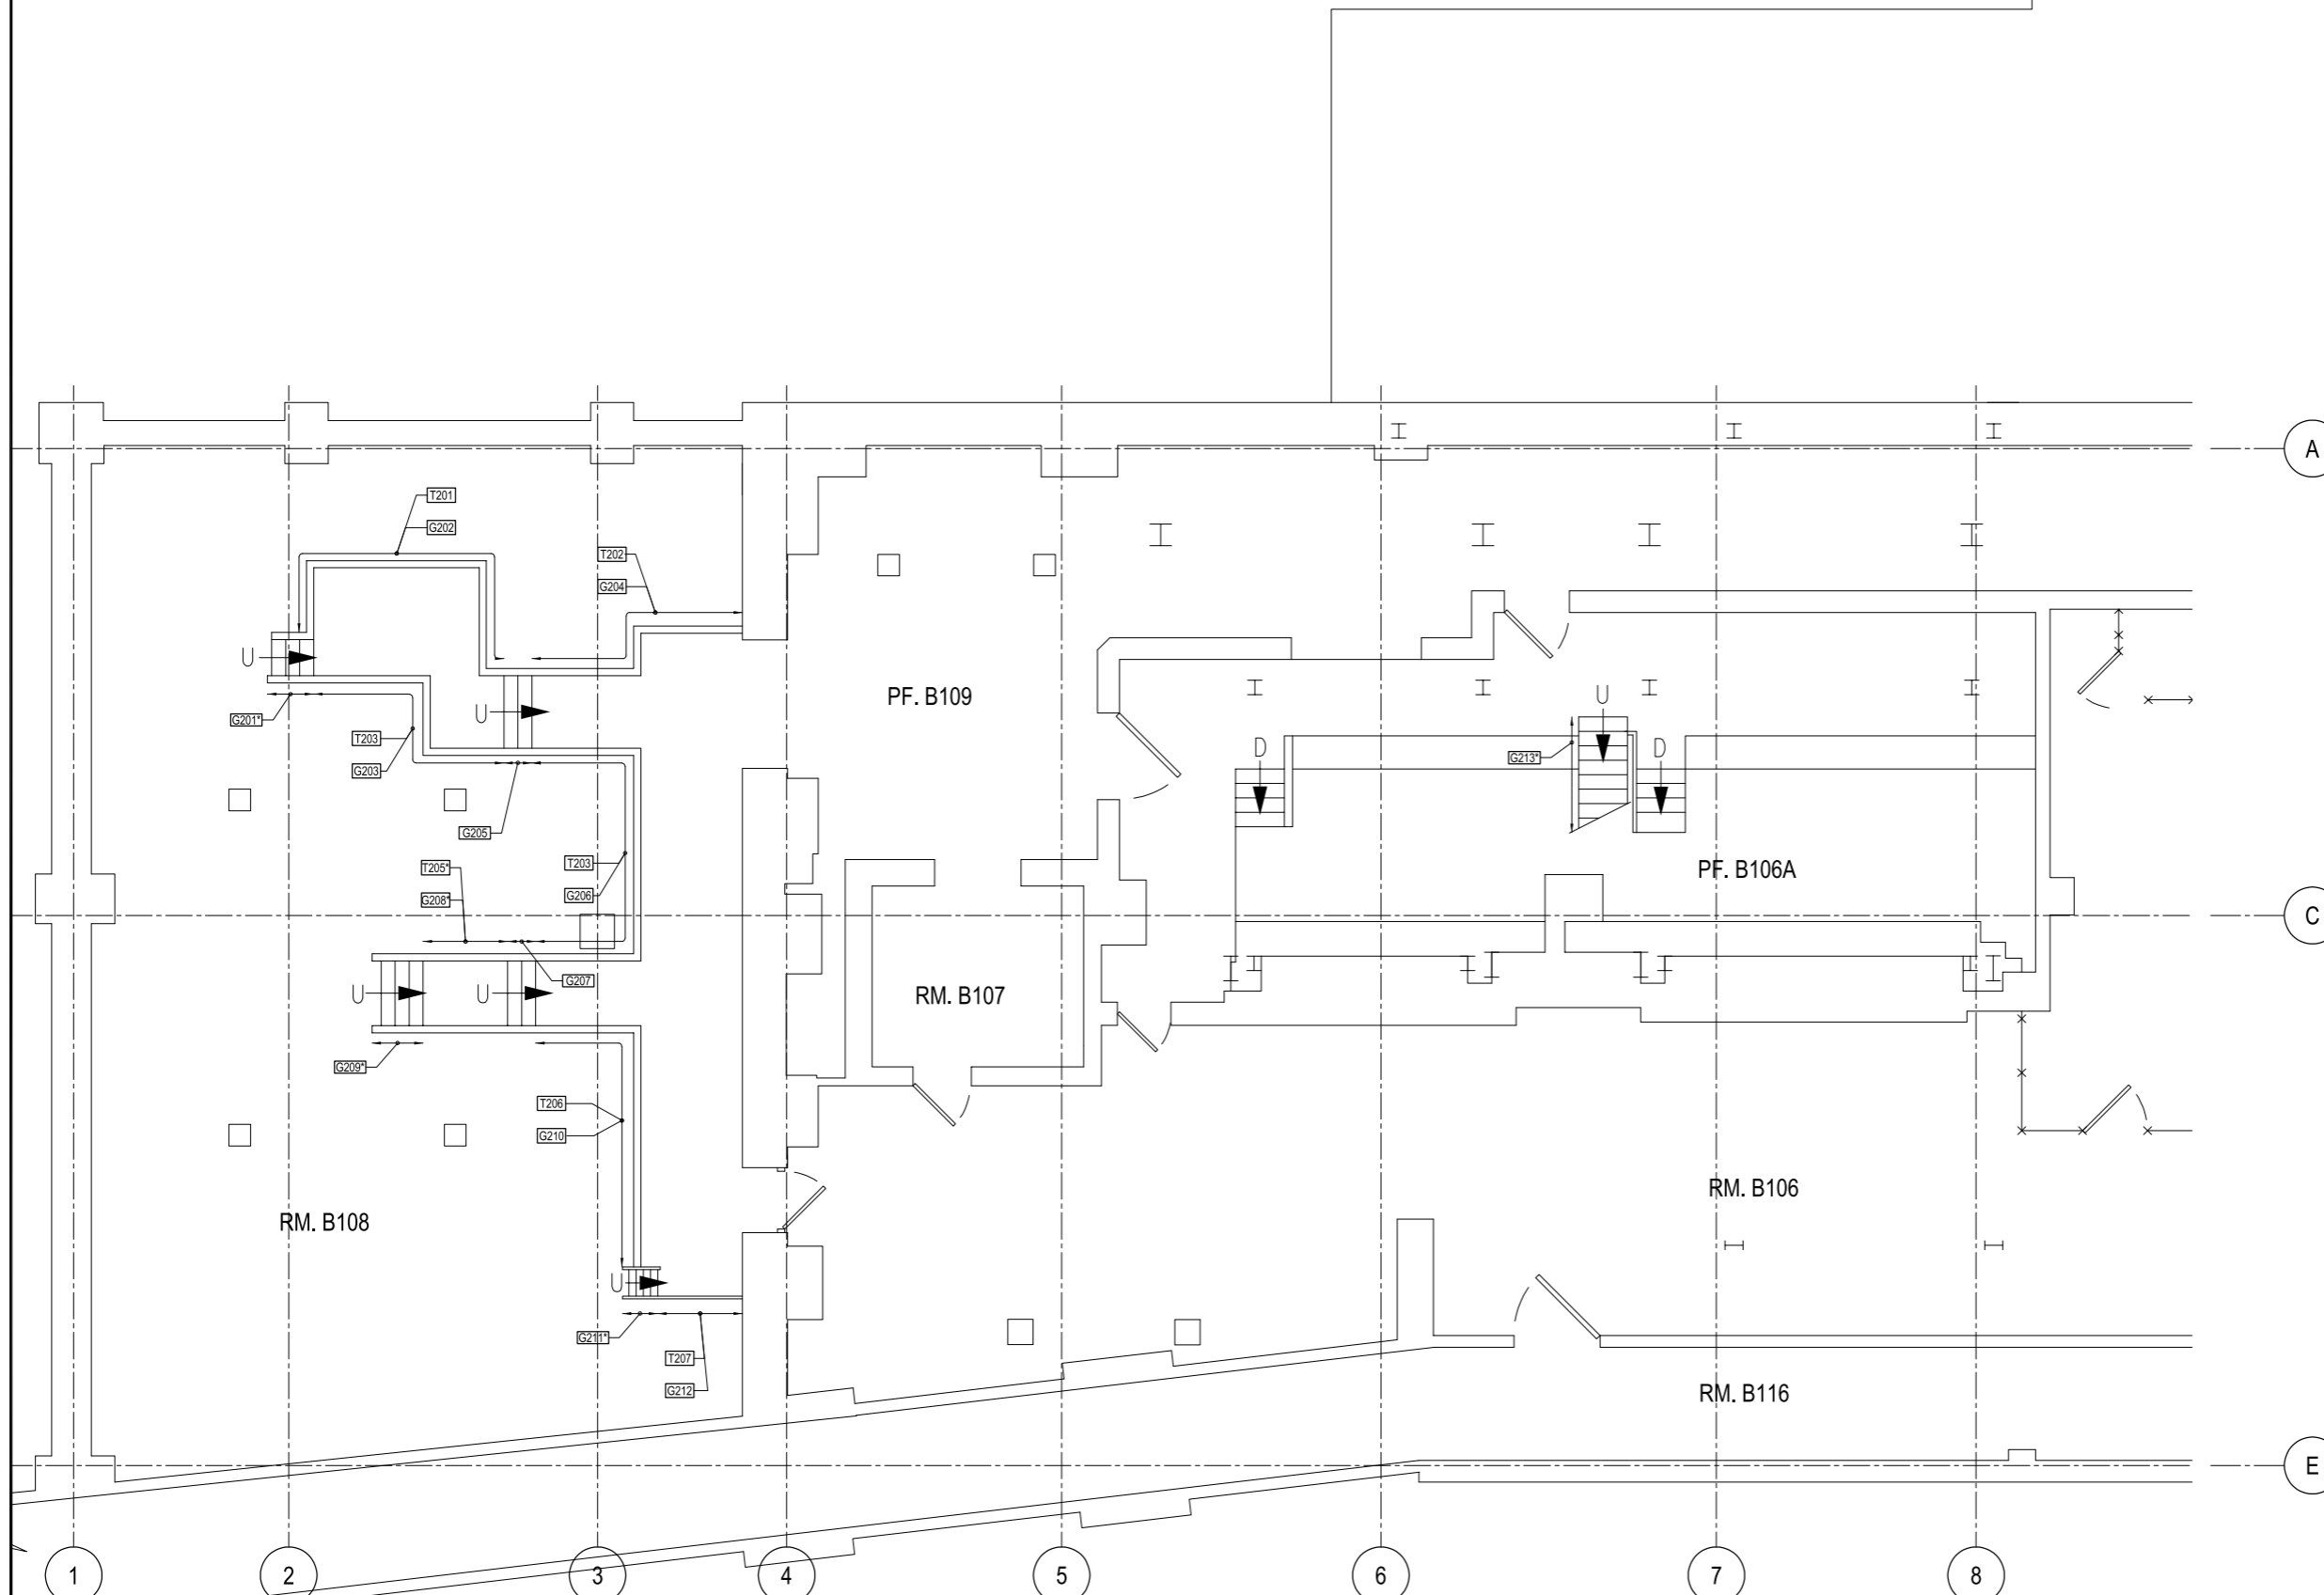 A
T201
G202
T202
G204
U
PF. B109
U
G201*
U
T203
D
D
G213*
G203
G205
T203
T205*
PF. B106A
G206
G208*
C
G207
U
U
RM. B107
G209*
T206
G210
RM. B106
RM. B108
U
G211*
T207
G212
RM. B116
E
1
2
3
4
5
6
7
8